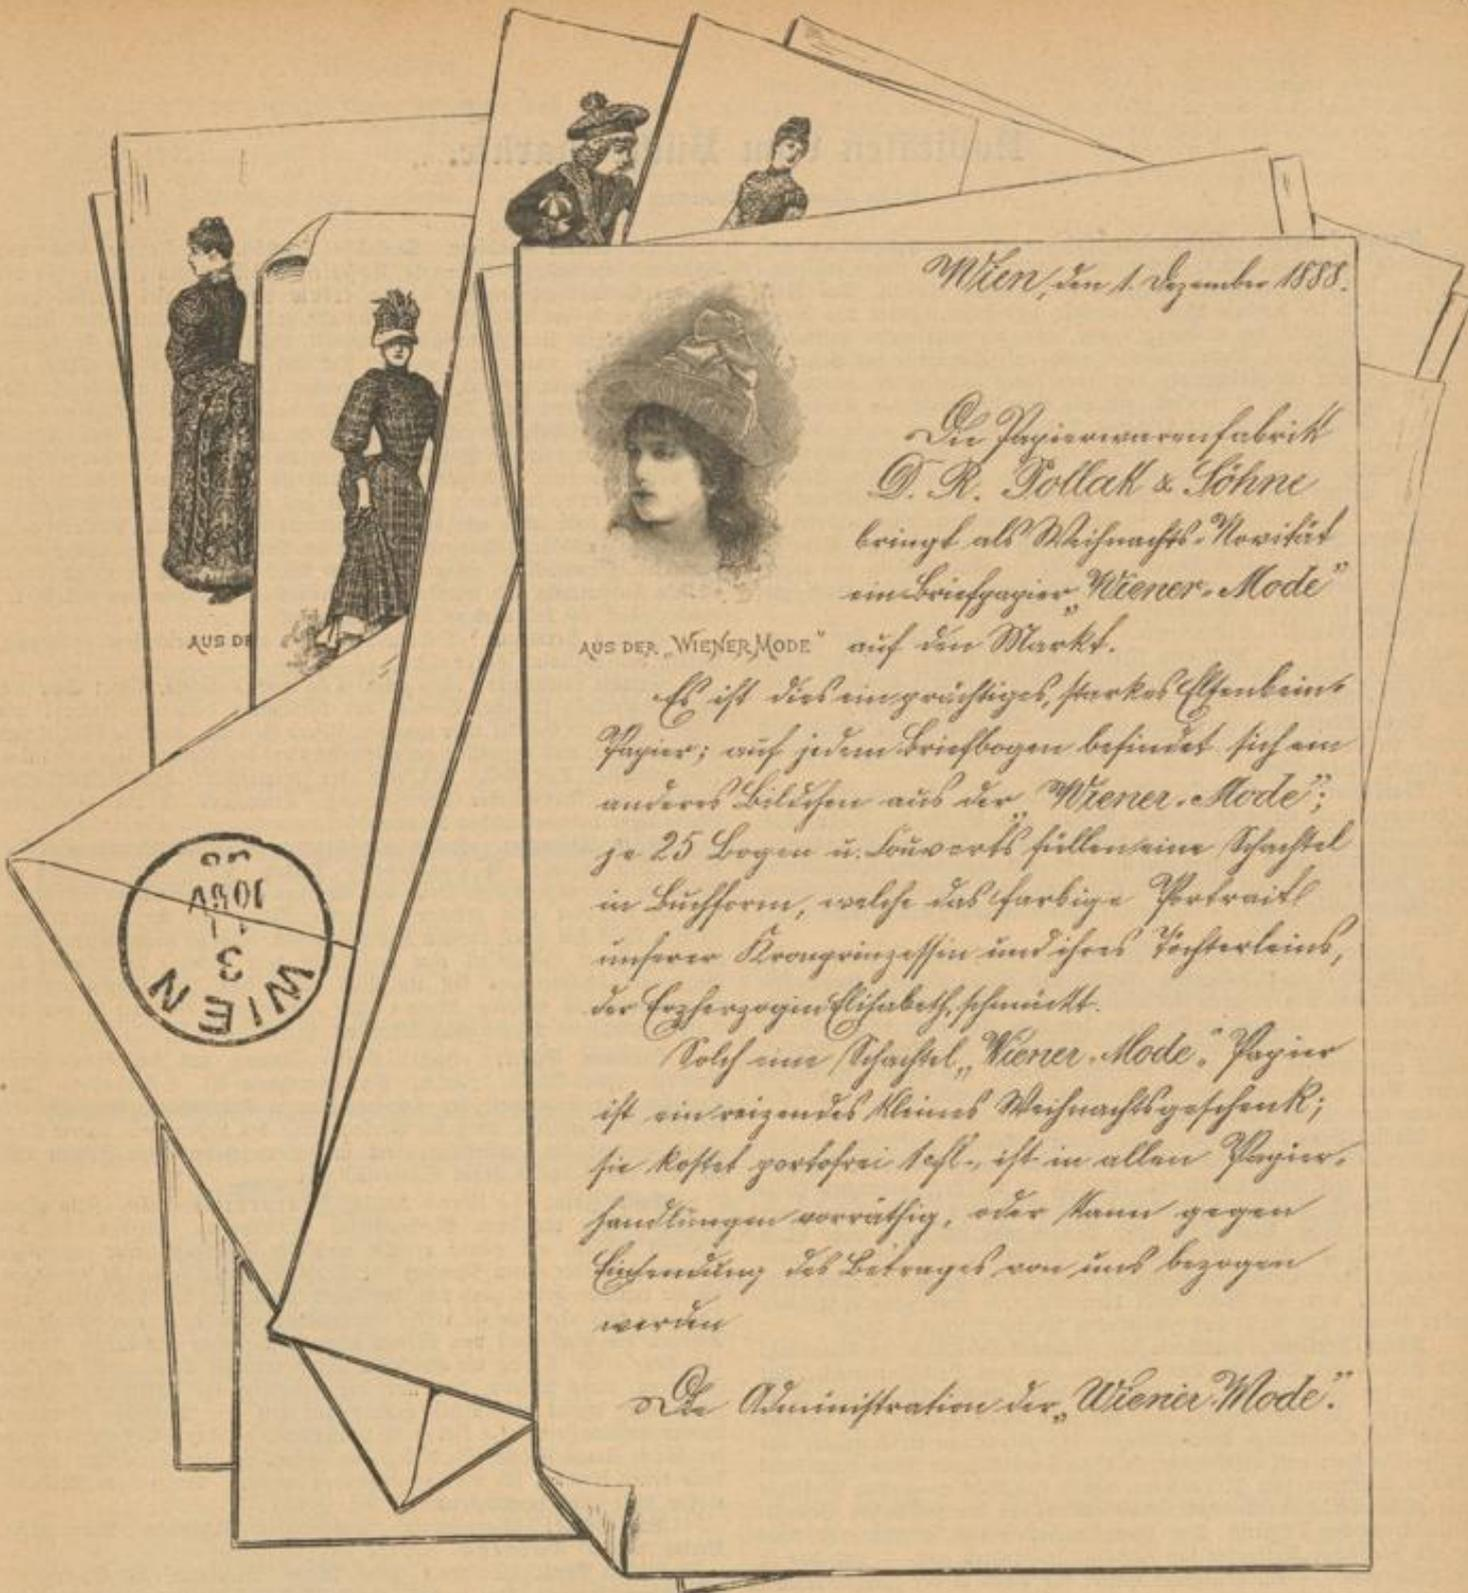 AUS DE
Wien, den 1. Dezember 1888.
Die Papierwarenfabrik
D. R. Pollak & Söhne
bringt als Weihnachts-Novität
ein Briefpapier „Wiener-Mode“
AUS DER „WIENER MODE“ auf den Markt.
Es ist dies ein prächtiges, starkes Elfenbein-
Papier; auf jedem Briefbogen befindet sich ein
anderes Bildchen aus der „Wiener-Mode“;
je 25 Bogen u. Couverts füllen eine Schachtel
in Buchform, welche das farbige Portrait
unserer Kronprinzessin und ihres Töchterleins,
der Erzherzogin Elisabeth, schmückt.
Solch eine Schachtel „Wiener-Mode“ Papier
ist ein reizendes kleines Weihnachtsgeschenk;
sie kostet portofrei ist in allen Papier-
handlungen vorräthig, oder kann gegen
Einsendung des Betrages von uns bezogen
werden
Die Administration der „Wiener Mode“.
WIEN
3